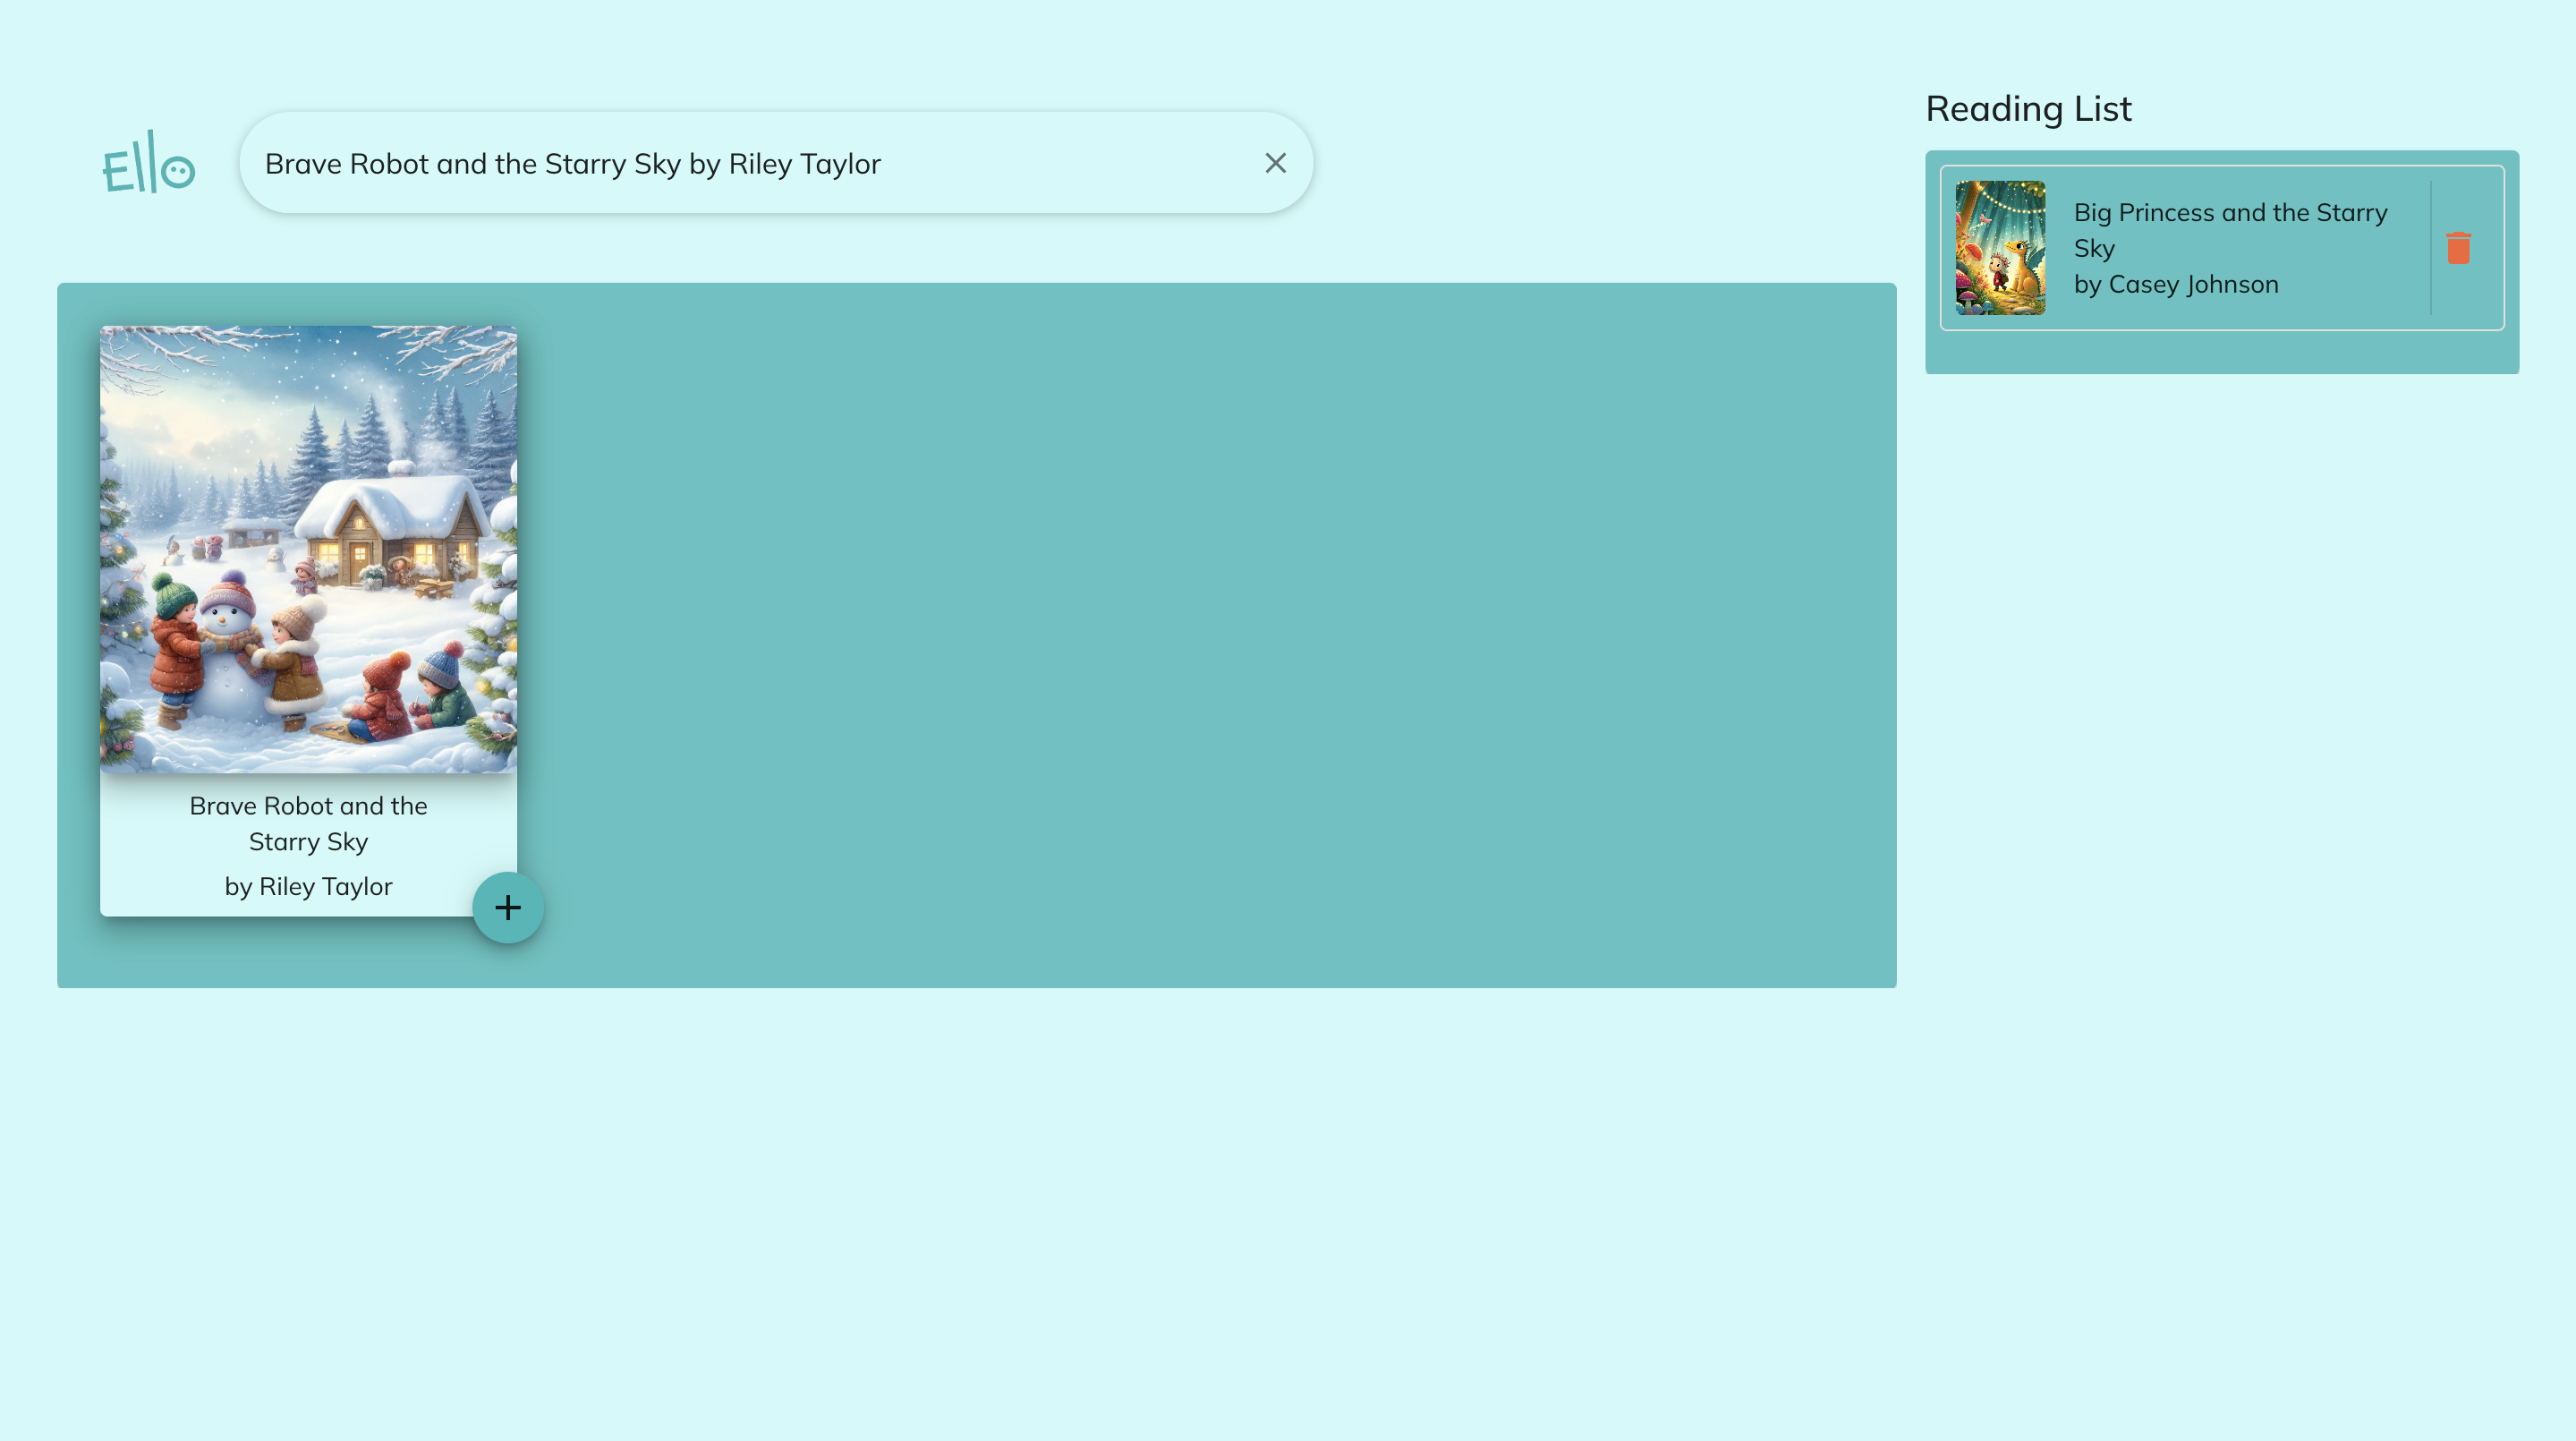 Ello
Brave Robot and the Starry Sky by Riley Taylor
Reading List
Big Princess and the Starry
Sky
by Casey Johnson
Brave Robot and the
Starry Sky
by Riley Taylor